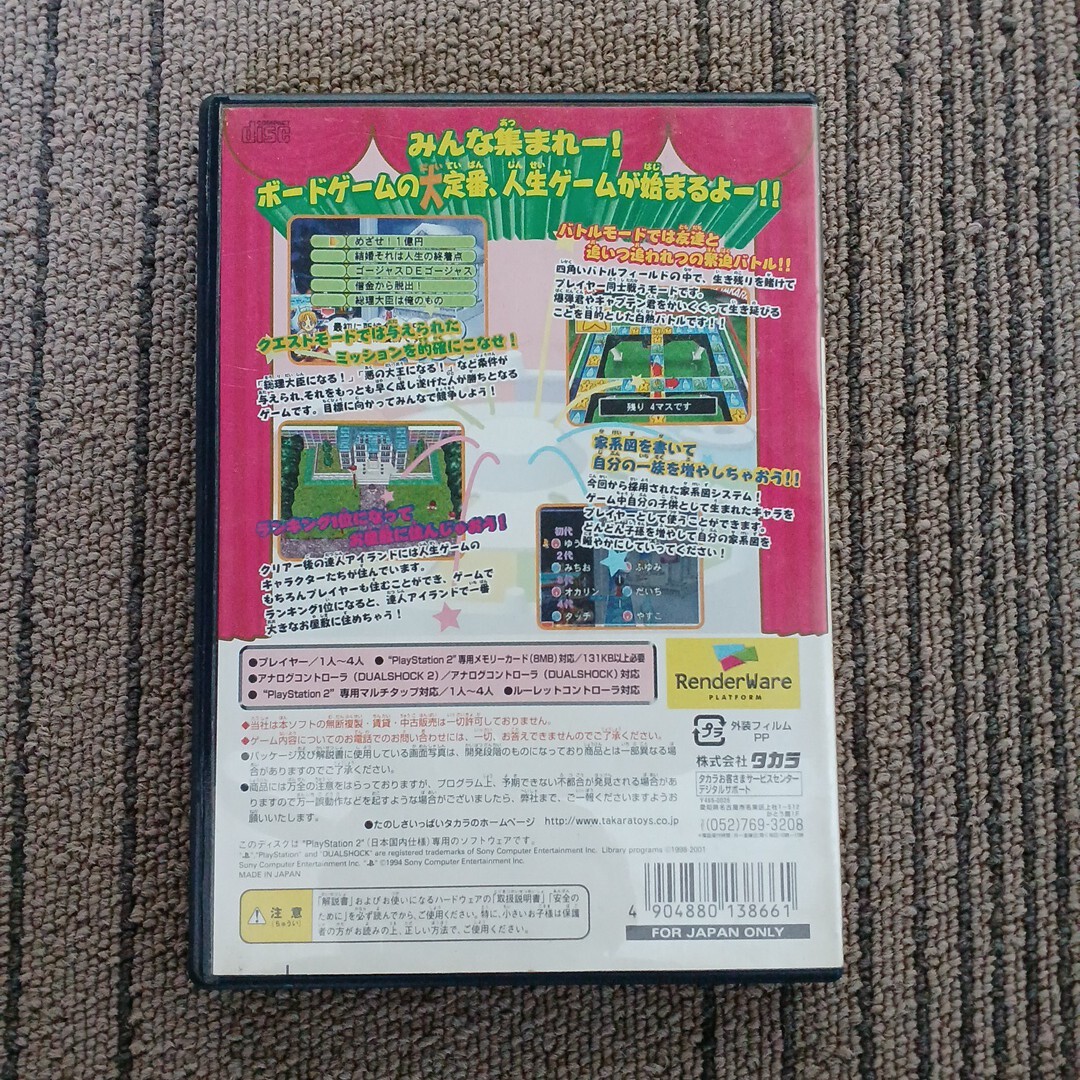 COMPACT
disc
みんな集まれー!
ボードゲームの大定番、人生ゲームが始まるよー!!
めざせ!1億円
結婚それは人生の終着点
ゴージャスDEゴージャス
借金から脱出!
総理大臣は俺のもの
クエストモードでは与えられた
ミッションを的確にこなせ!
「総理大臣になる!」「悪の大王になる!」など条件が
与えられ、それをもっとも早く成し遂げた人が勝ちとなる
ゲームです。目標に向かってみんなで競争しよう!
バトルモードでは友達と
追いつ追われつの緊迫バトル!!
四角いバトルフィールドの中で、生き残りを賭けて
プレイヤー同士戦うモードです。
爆弾君やキャプテン君をかいくぐって生き延びる
ことを目的とした白熱バトルです!!
残り 4マスです
ランキング1位になって
お屋敷に住んじゃおう!
クリアー後の達人アイランドには人生ゲームの
キャラクターたちが住んでいます。
もちろんプレイヤーも住むことができ、ゲームで
ランキング1位になると、達人アイランドで一番
大きなお屋敷に住めちゃう!
家系図を書いて
自分の一族を増やしちゃおう!!
今回から採用された家系図システム!
ゲーム中自分の子供として生まれたキャラを
プレイヤーとして使うことができます。
どんどん子孫を増やして自分の家系図を
賑やかにしていってください!
初代
ゆう
2代
みちお
ふゆみ
3代
オカリン
だいち
4代
タッチ
やすこ
●プレイヤー/1人〜4人 ●"PlayStation 2"専用メモリーカード(8MB)対応/131KB以上必要
●アナログコントローラ(DUALSHOCK 2)/アナログコントローラ(DUALSHOCK)対応
●"PlayStation 2"専用マルチタップ対応/1人〜4人 ●ルーレットコントローラ対応
RenderWare
PLATFORM
◆当社は本ソフトの無断複製・賃貸・中古販売は一切許可しておりません。
◆ゲーム内容についてのお電話でのお問い合わせには、一切、お答えできませんのでご了承ください。
●パッケージ及び解説書に使用している画面写真は、開発段階のものになっており商品とは一部異なる場
合がありますのでご了承ください。
●商品には万全の注意をはらっておりますが、プログラム上、予期できない不都合が発見される場合があ
りますので万一誤動作などを起すような場合がございましたら、弊社まで、ご一報くださいますようお
願いいたします。
●たのしさいっぱいタカラのホームページ http://www.takaratoys.co.jp
プラ
外装フィルム
PP
株式会社 タカラ
タカラお客さまサービスセンター
デジタルサポート
(052)769-3208
このディスクは"PlayStation 2"(日本国内仕様)専用のソフトウェアです。
"PlayStation" and "DUALSHOCK" are registered trademarks of Sony Computer Entertainment Inc. Library programs ©1998-2001
Sony Computer Entertainment Inc. ©1994 Sony Computer Entertainment Inc.
MADE IN JAPAN
注意
(ちゅうい)
「解説書」およびお使いになるハードウェアの「取扱説明書」「安全の
ために」を必ず読んでから、ご使用ください。特に、小さいお子様は保護
者の方がお読みの上、正しい方法で、ご使用ください。
4 904880 138661
FOR JAPAN ONLY